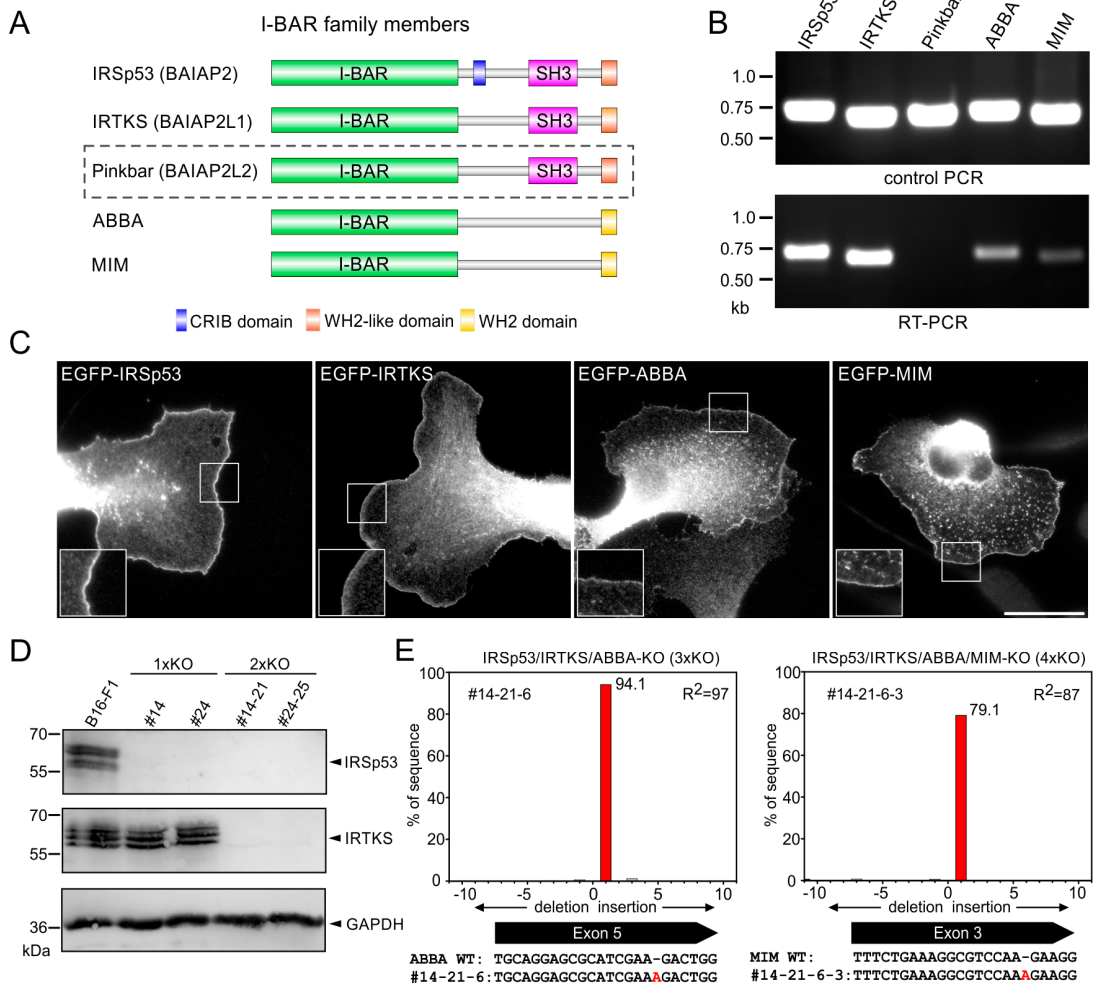 A
I-BAR family members
IRSp53 (BAIAP2)
I-BAR
SH3
IRTKS (BAIAP2L1)
I-BAR
SH3
Pinkbar (BAIAP2L2)
I-BAR
SH3
ABBA
I-BAR
MIM
I-BAR
CRIB domain
WH2-like domain
WH2 domain
B
IRSp53
IRTKS
Pinkbar
ABBA
MIM
1.0
0.75
0.50
control PCR
1.0
0.75
0.50
kb
RT-PCR
C
EGFP-IRSp53
EGFP-IRTKS
EGFP-ABBA
EGFP-MIM
D
1xKO
2xKO
B16-F1
#14
#24
#14-21
#24-25
70
55
IRSp53
70
55
IRTKS
36
kDa
GAPDH
E
IRSp53/IRTKS/ABBA-KO (3xKO)
#14-21-6
94.1
R²=97
% of sequence
100
80
60
40
20
0
-10 -5 0 5 10
deletion insertion
Exon 5
ABBA WT: TGCAGGAGCGCATCGAA-GACTGG
#14-21-6: TGCAGGAGCGCATCGAAAGACTGG
IRSp53/IRTKS/ABBA/MIM-KO (4xKO)
#14-21-6-3
79.1
R²=87
% of sequence
100
80
60
40
20
0
-10 -5 0 5 10
deletion insertion
Exon 3
MIM WT: TTTCTGAAAGGCGTCCAA-GAAGG
#14-21-6-3: TTTCTGAAAGGCGTCCAAAGAAGG